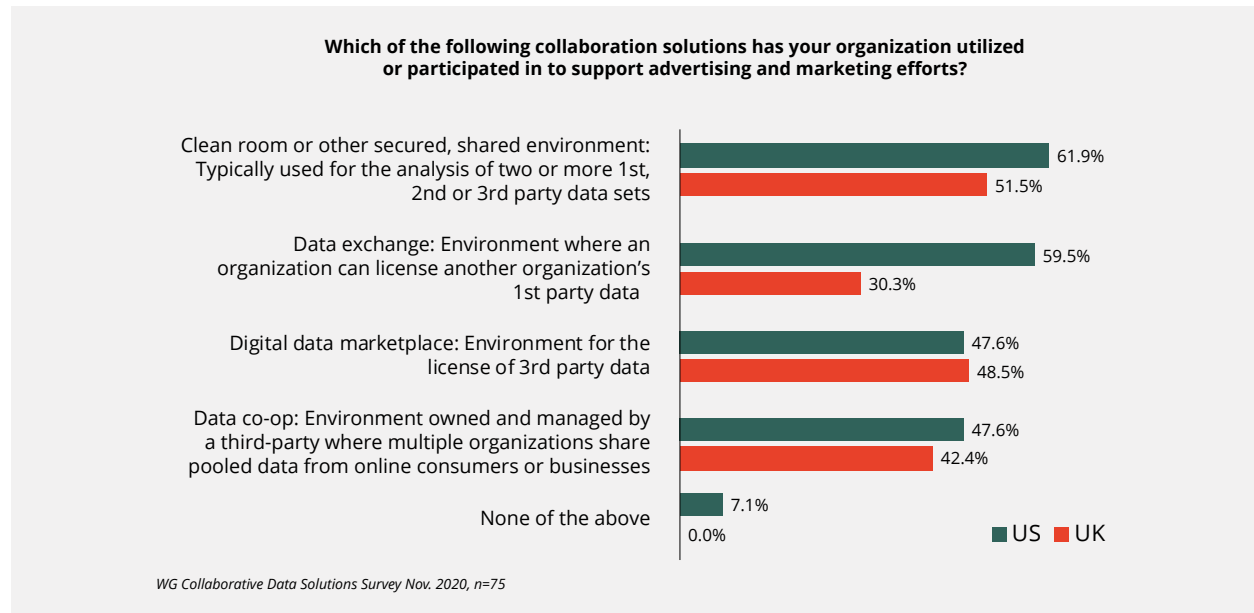 Which of the following collaboration solutions has your organization utilized
or participated in to support advertising and marketing efforts?
Clean room or other secured, shared environment:
Typically used for the analysis of two or more 1st,
2nd or 3rd party data sets
61.9%
51.5%
Data exchange: Environment where an
organization can license another organization’s
1st party data
59.5%
30.3%
Digital data marketplace: Environment for the
license of 3rd party data
47.6%
48.5%
Data co-op: Environment owned and managed by
a third-party where multiple organizations share
pooled data from online consumers or businesses
47.6%
42.4%
None of the above
7.1%
0.0%
US UK
WG Collaborative Data Solutions Survey Nov. 2020, n=75